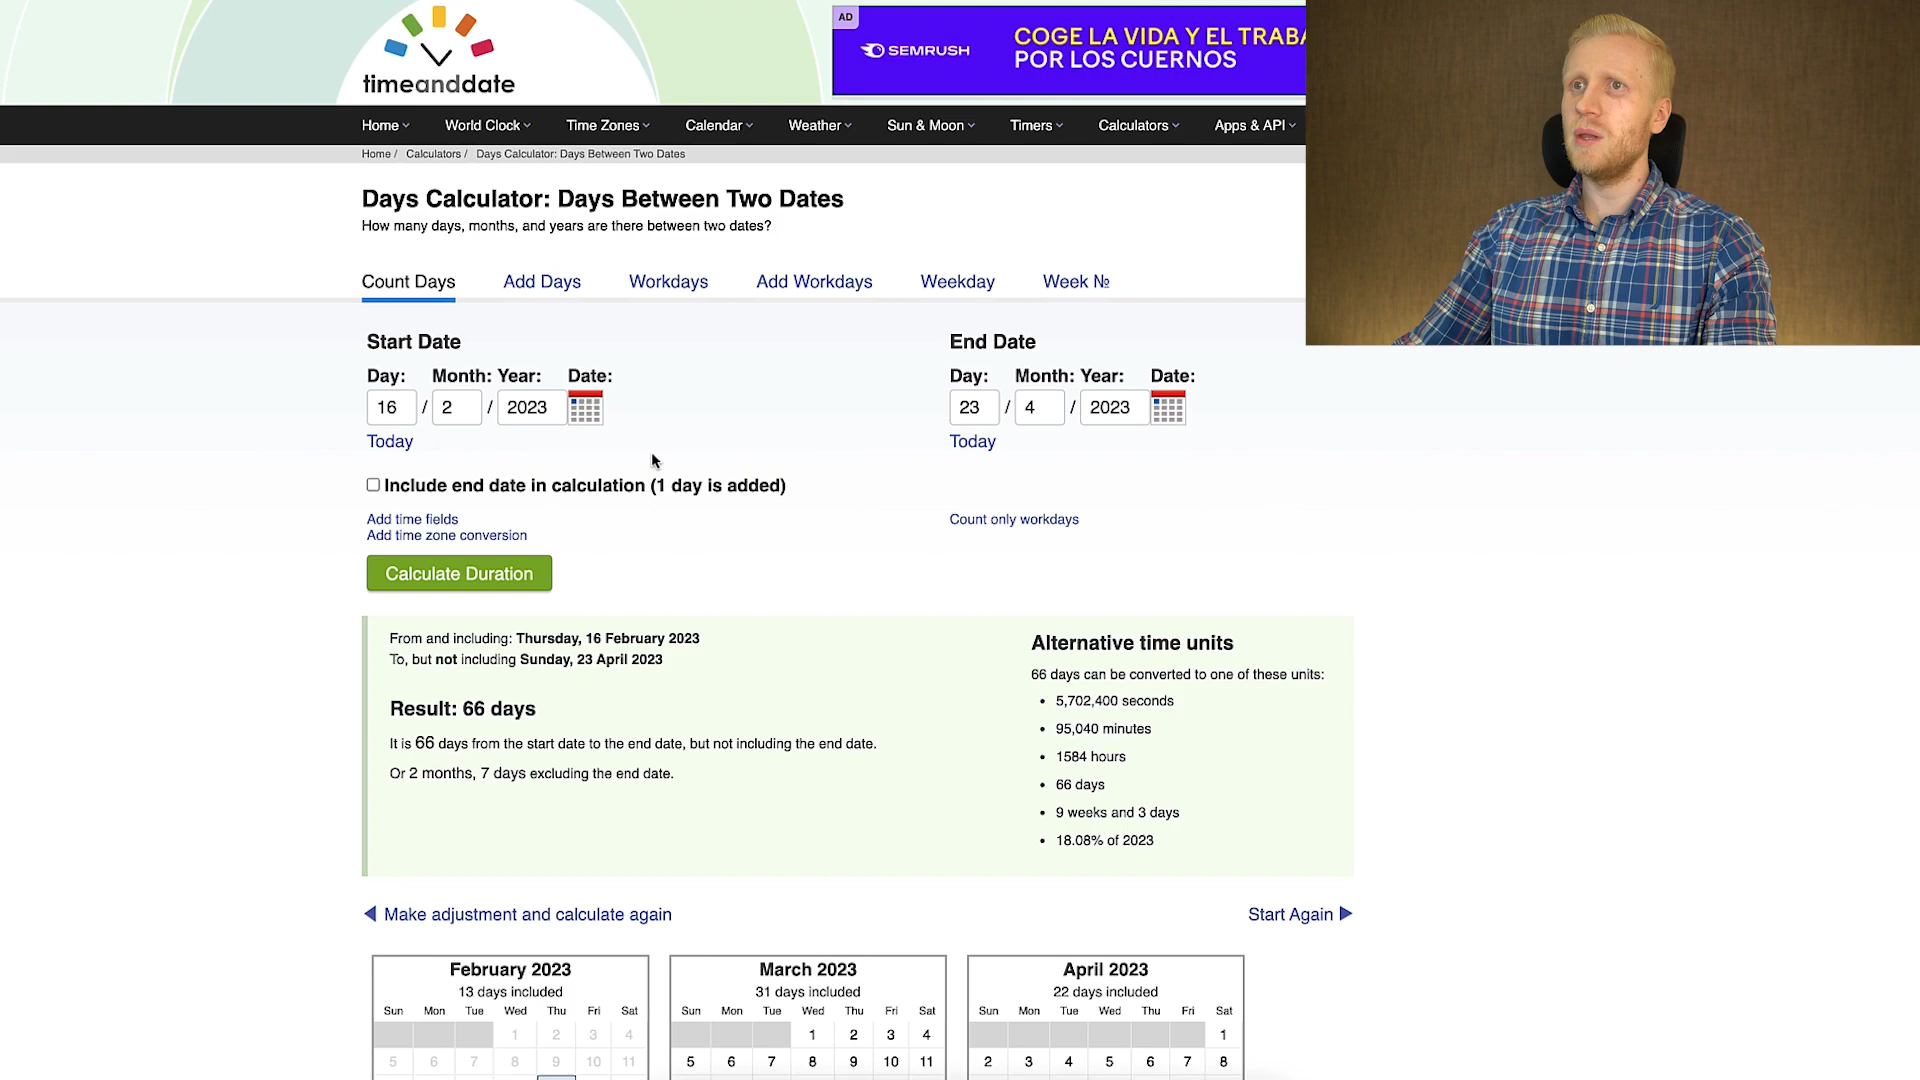 timeanddate
AD
SEMRUSH
COGE LA VIDA Y EL TRABA
POR LOS CUERNOS
Home World Clock Time Zones Calendar Weather Sun & Moon Timers Calculators Apps & API
Home / Calculators / Days Calculator: Days Between Two Dates
Days Calculator: Days Between Two Dates
How many days, months, and years are there between two dates?
Count Days Add Days Workdays Add Workdays Weekday Week №
Start Date
Day: Month: Year: Date:
16 / 2 / 2023
Today
End Date
Day: Month: Year: Date:
23 / 4 / 2023
Today
Include end date in calculation (1 day is added)
Add time fields
Add time zone conversion
Count only workdays
Calculate Duration
From and including: Thursday, 16 February 2023
To, but not including Sunday, 23 April 2023
Result: 66 days
It is 66 days from the start date to the end date, but not including the end date.
Or 2 months, 7 days excluding the end date.
Alternative time units
66 days can be converted to one of these units:
• 5,702,400 seconds
• 95,040 minutes
• 1584 hours
• 66 days
• 9 weeks and 3 days
• 18.08% of 2023
Make adjustment and calculate again
Start Again
February 2023
13 days included
Sun Mon Tue Wed Thu Fri Sat
1 2 3 4
5 6 7 8 9 10 11
March 2023
31 days included
Sun Mon Tue Wed Thu Fri Sat
1 2 3 4
5 6 7 8 9 10 11
April 2023
22 days included
Sun Mon Tue Wed Thu Fri Sat
1
2 3 4 5 6 7 8